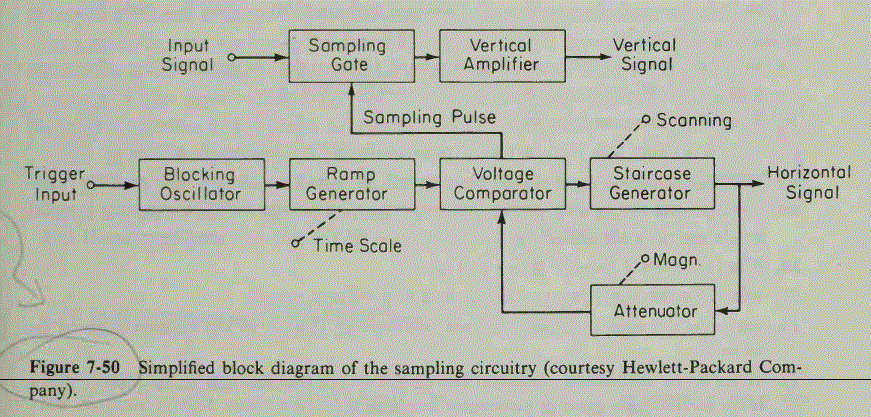 Input
Signal
Sampling
Gate
Vertical
Amplifier
Vertical
Signal
Sampling Pulse
Scanning
Trigger
Input
Blocking
Oscillator
Ramp
Generator
Voltage
Comparator
Staircase
Generator
Horizontal
Signal
Time Scale
Magn.
Attenuator
Figure 7-50 Simplified block diagram of the sampling circuitry (courtesy Hewlett-Packard Com-
pany).